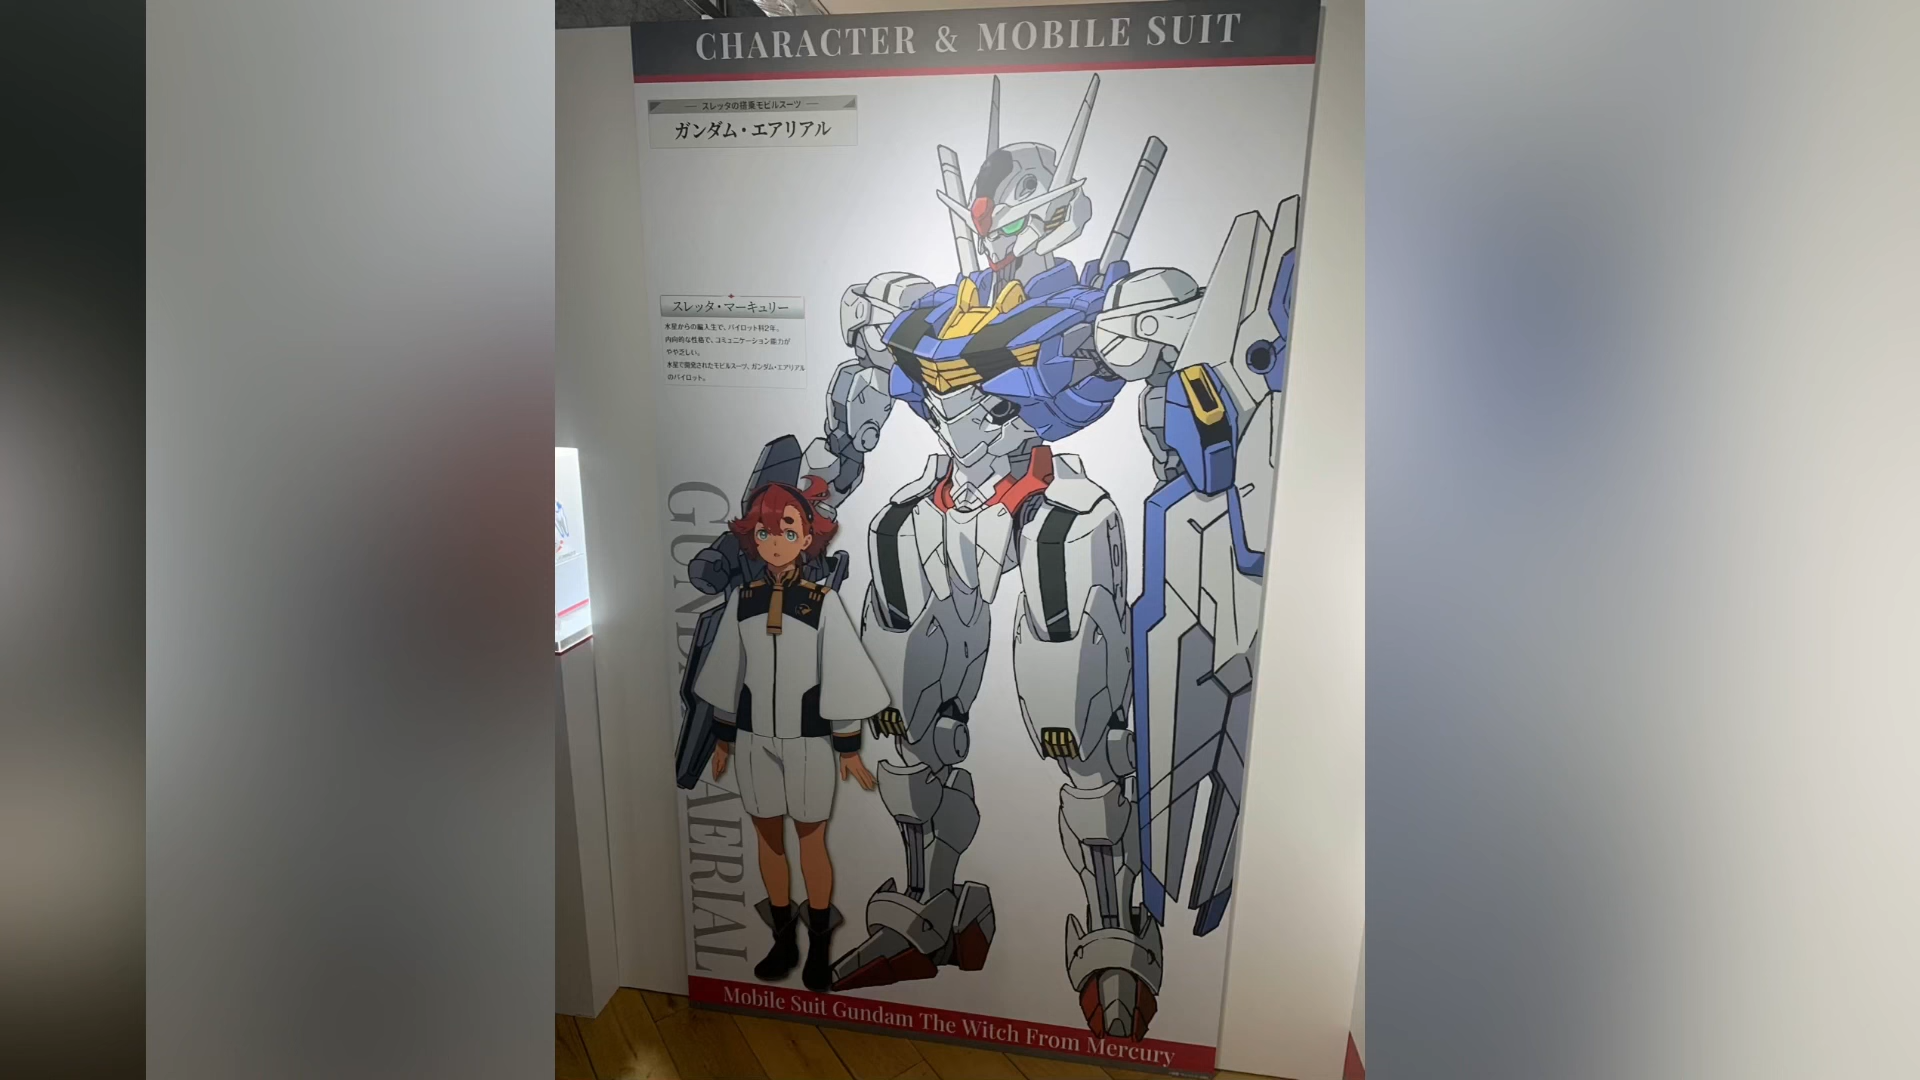 CHARACTER & MOBILE SUIT
スレッタの搭乗モビルスーツ
ガンダム・エアリアル
スレッタ・マーキュリー
水星からの編入生で、パイロット科2年。
内向的な性格で、コミュニケーション能力が
やや乏しい。
水星で開発されたモビルスーツ、ガンダム・エアリアル
のパイロット。
GUNDAM AERIAL
Mobile Suit Gundam The Witch From Mercury